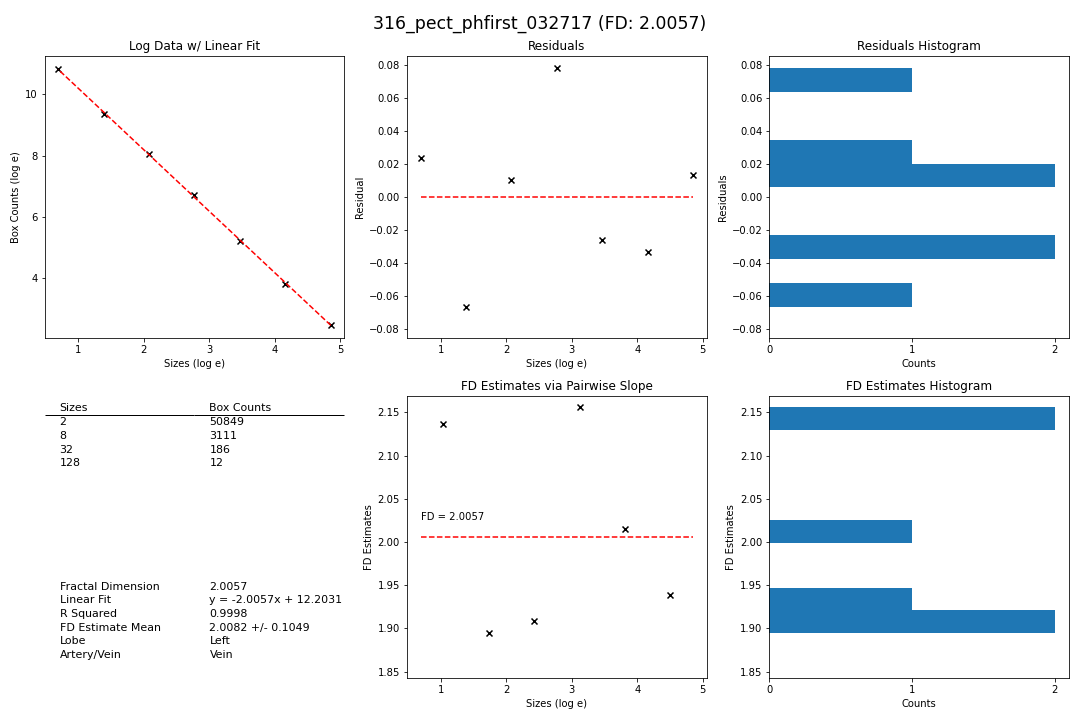 316_pect_phfirst_032717 (FD: 2.0057)
Log Data w/ Linear Fit
Box Counts (log e)
10
8
6
4
1 2 3 4 5
Sizes (log e)
Residuals
Residual
0.08
0.06
0.04
0.02
0.00
−0.02
−0.04
−0.06
−0.08
1 2 3 4 5
Sizes (log e)
Residuals Histogram
Residuals
0.08
0.06
0.04
0.02
0.00
−0.02
−0.04
−0.06
−0.08
0 1 2
Counts
Sizes Box Counts
2 50849
8 3111
32 186
128 12
Fractal Dimension 2.0057
Linear Fit y = -2.0057x + 12.2031
R Squared 0.9998
FD Estimate Mean 2.0082 +/- 0.1049
Lobe Left
Artery/Vein Vein
FD Estimates via Pairwise Slope
FD Estimates
2.15
2.10
2.05
2.00
1.95
1.90
1.85
FD = 2.0057
1 2 3 4 5
Sizes (log e)
FD Estimates Histogram
FD Estimates
2.15
2.10
2.05
2.00
1.95
1.90
1.85
0 1 2
Counts